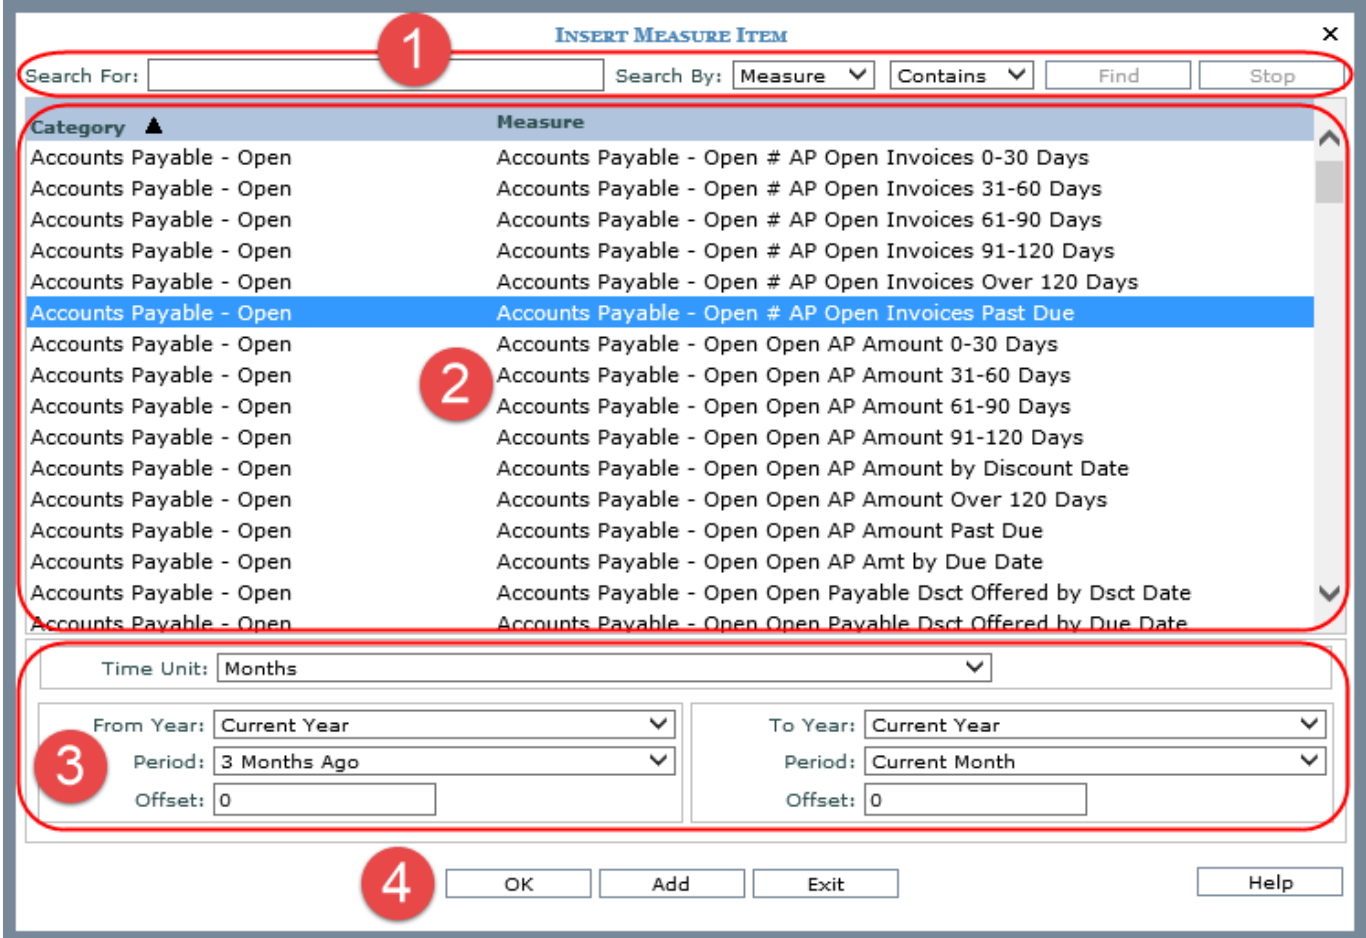 INSERT MEASURE ITEM
1
Search For: Search By: Measure Contains Find Stop
Category Measure
Accounts Payable - Open Accounts Payable - Open # AP Open Invoices 0-30 Days
Accounts Payable - Open Accounts Payable - Open # AP Open Invoices 31-60 Days
Accounts Payable - Open Accounts Payable - Open # AP Open Invoices 61-90 Days
Accounts Payable - Open Accounts Payable - Open # AP Open Invoices 91-120 Days
Accounts Payable - Open Accounts Payable - Open # AP Open Invoices Over 120 Days
Accounts Payable - Open Accounts Payable - Open # AP Open Invoices Past Due
Accounts Payable - Open Accounts Payable - Open Open AP Amount 0-30 Days
2
Accounts Payable - Open Accounts Payable - Open Open AP Amount 31-60 Days
Accounts Payable - Open Accounts Payable - Open Open AP Amount 61-90 Days
Accounts Payable - Open Accounts Payable - Open Open AP Amount 91-120 Days
Accounts Payable - Open Accounts Payable - Open Open AP Amount by Discount Date
Accounts Payable - Open Accounts Payable - Open Open AP Amount Over 120 Days
Accounts Payable - Open Accounts Payable - Open Open AP Amount Past Due
Accounts Payable - Open Accounts Payable - Open Open AP Amt by Due Date
Accounts Payable - Open Accounts Payable - Open Open Payable Dsct Offered by Dsct Date
Accounts Payable - Open Accounts Payable - Open Open Payable Dsct Offered by Due Date
Time Unit: Months
From Year: Current Year To Year: Current Year
3
Period: 3 Months Ago Period: Current Month
Offset: 0 Offset: 0
4
OK Add Exit Help